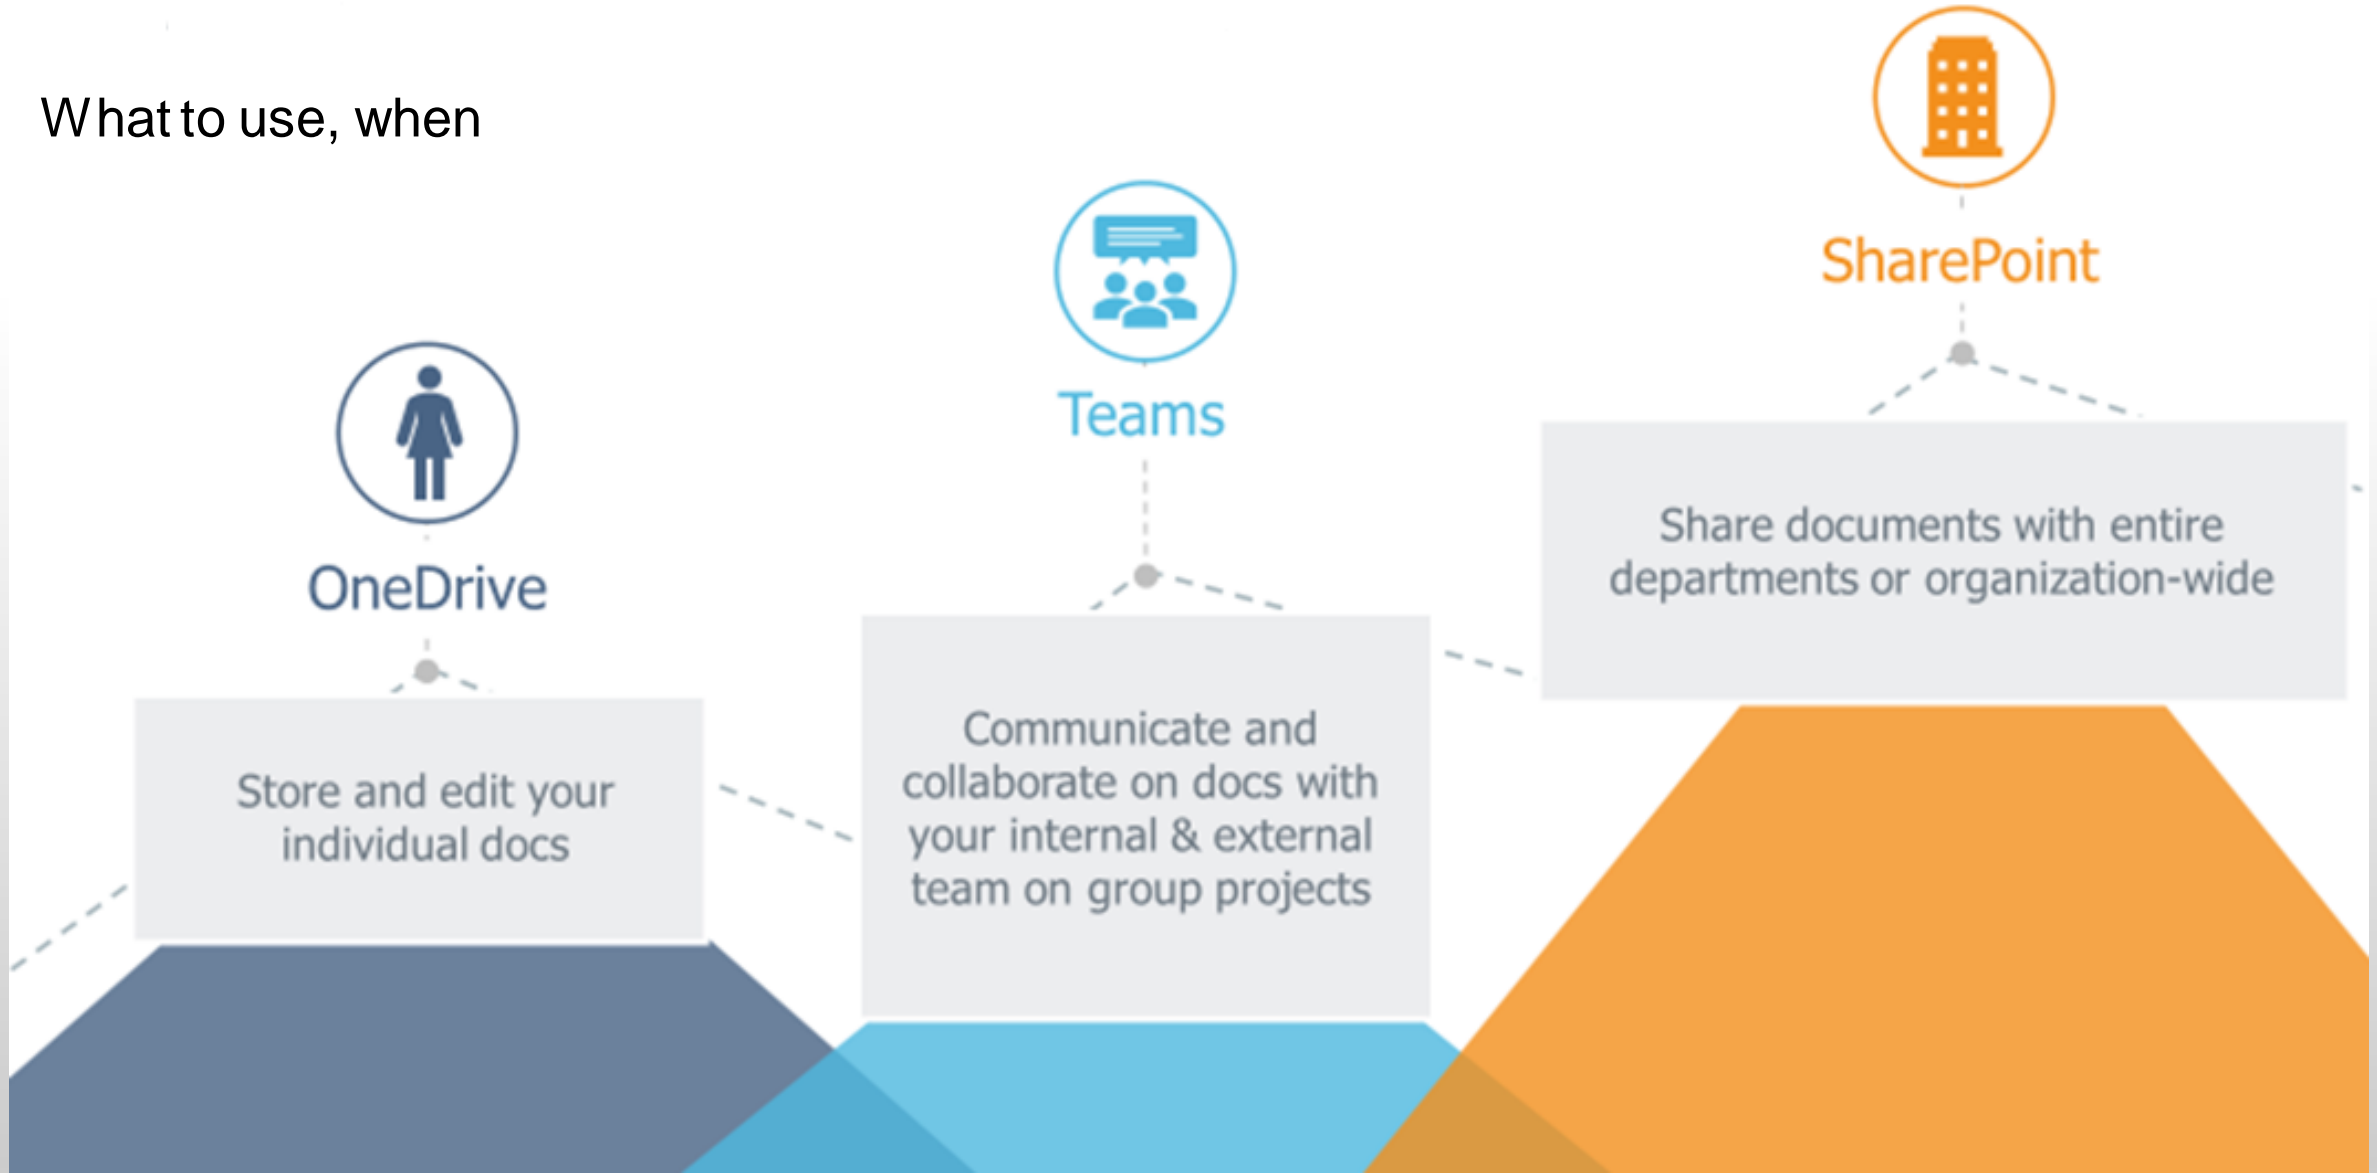 What to use, when
OneDrive
Store and edit your
individual docs
Teams
Communicate and
collaborate on docs with
your internal & external
team on group projects
SharePoint
Share documents with entire
departments or organization-wide